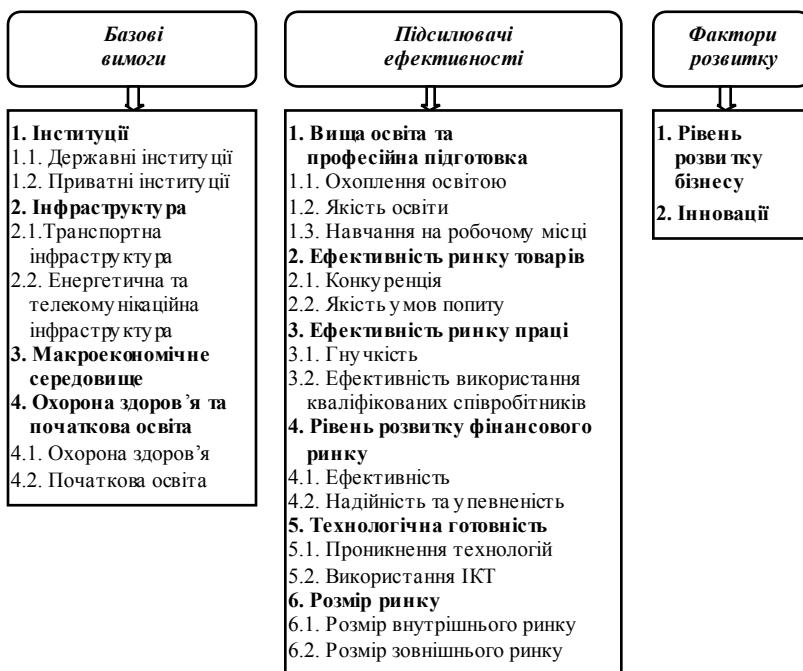 Базові
вимоги
1. Інституції
1.1. Державні інституції
1.2. Приватні інституції
2. Інфраструктура
2.1.Транспортна
інфраструктура
2.2. Енергетична та
телекомунікаційна
інфраструктура
3. Макроекономічне
середовище
4. Охорона здоров’я та
початкова освіта
4.1. Охорона здоров’я
4.2. Початкова освіта
Підсилювачі
ефективності
1. Вища освіта та
професійна підготовка
1.1. Охоплення освітою
1.2. Якість освіти
1.3. Навчання на робочому місці
2. Ефективність ринку товарів
2.1. Конкуренція
2.2. Якість умов попиту
3. Ефективність ринку праці
3.1. Гнучкість
3.2. Ефективність використання
кваліфікованих співробітників
4. Рівень розвитку фінансового
ринку
4.1. Ефективність
4.2. Надійність та упевненість
5. Технологічна готовність
5.1. Проникнення технологій
5.2. Використання ІКТ
6. Розмір ринку
6.1. Розмір внутрішнього ринку
6.2. Розмір зовнішнього ринку
Фактори
розвитку
1. Рівень
розвитку
бізнесу
2. Інновації